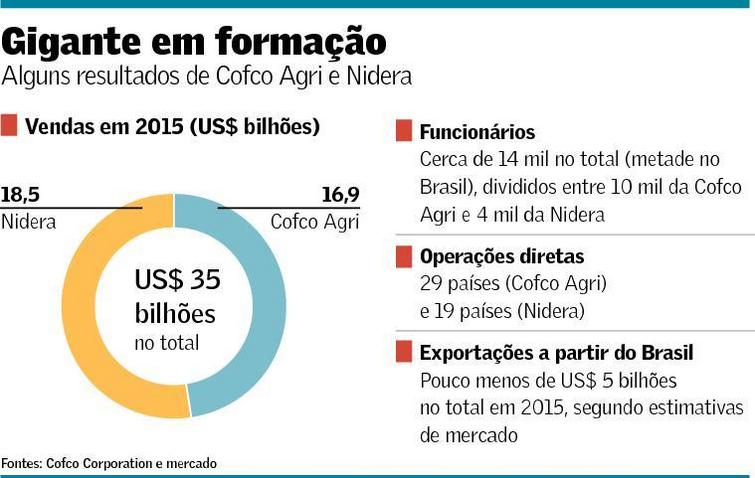 Gigante em formação
Alguns resultados de Cofco Agri e Nidera
Vendas em 2015 (US$ bilhões)
18,5
Nidera
16,9
Cofco Agri
US$ 35
bilhões
no total
Funcionários
Cerca de 14 mil no total (metade no
Brasil), divididos entre 10 mil da Cofco
Agri e 4 mil da Nidera
Operações diretas
29 países (Cofco Agri)
e 19 países (Nidera)
Exportações a partir do Brasil
Pouco menos de US$ 5 bilhões
no total em 2015, segundo estimativas
de mercado
Fontes: Cofco Corporation e mercado